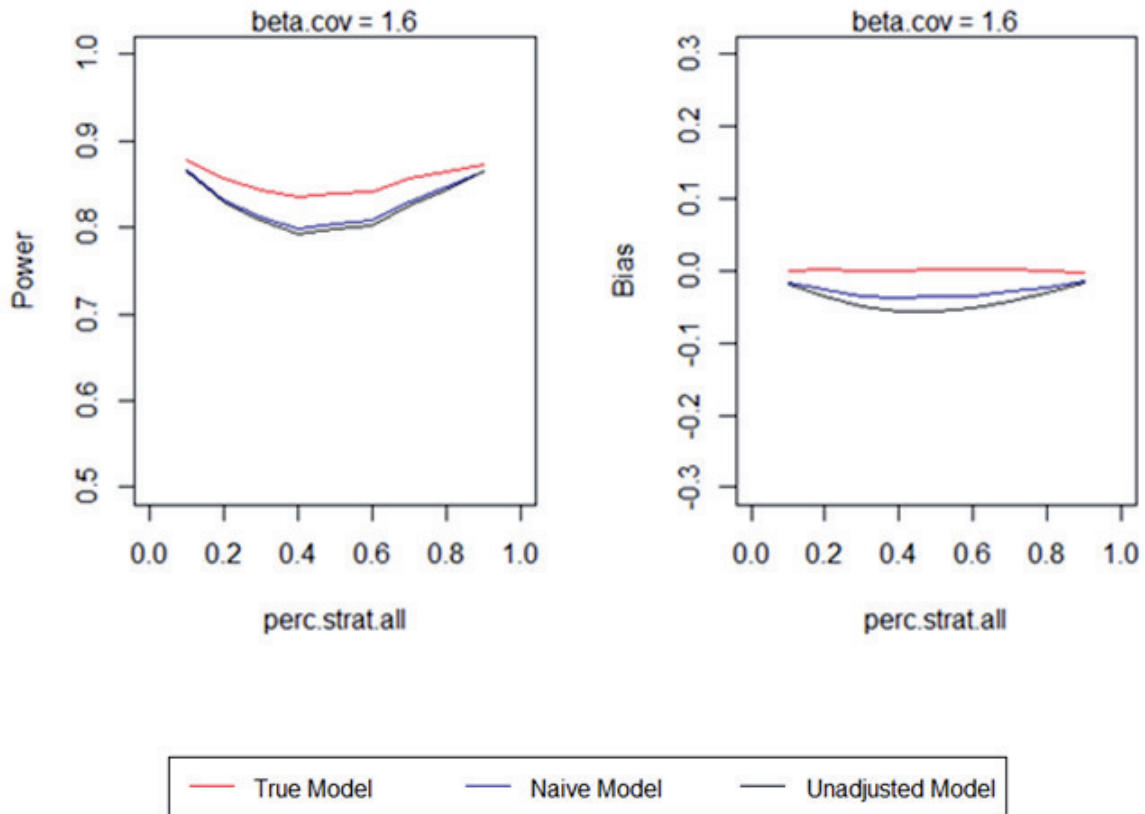 beta.cov = 1.6
Power
1.0
0.9
0.8
0.7
0.6
0.5
0.0 0.2 0.4 0.6 0.8 1.0
perc.strat.all
beta.cov = 1.6
Bias
0.3
0.2
0.1
0.0
-0.1
-0.2
-0.3
0.0 0.2 0.4 0.6 0.8 1.0
perc.strat.all
True Model Naive Model Unadjusted Model